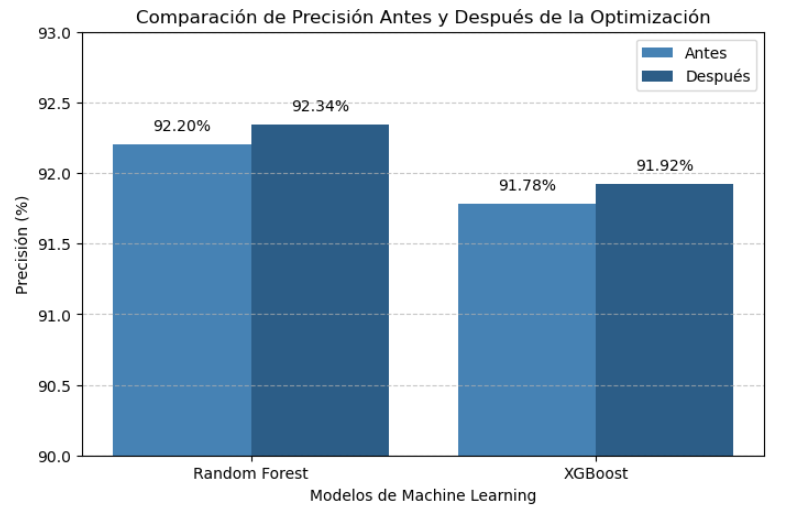 Comparación de Precisión Antes y Después de la Optimización
93.0
92.5
92.0
91.5
91.0
90.5
90.0
Precisión (%)
92.20%
92.34%
91.78%
91.92%
Antes
Después
Random Forest
XGBoost
Modelos de Machine Learning